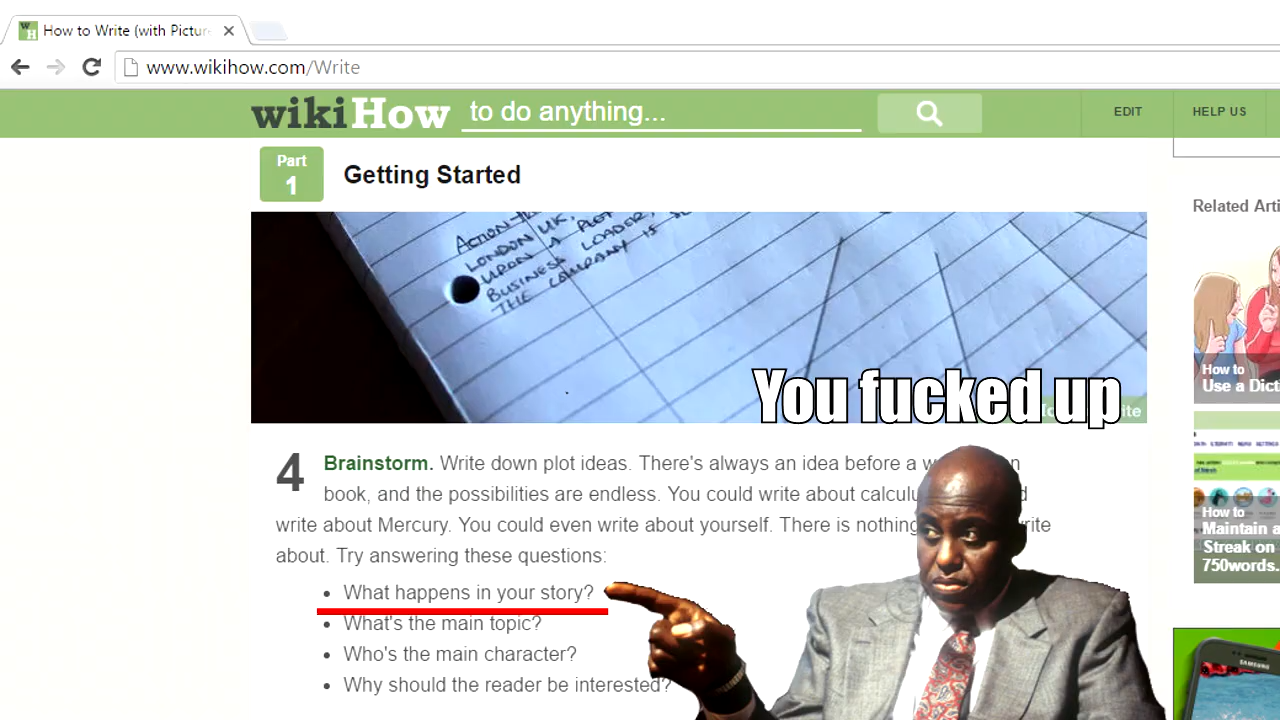 How to Write (with Pictur
www.wikihow.com/Write
wikiHow to do anything...
EDIT
HELP US
Part
1
Getting Started
Related Arti
ACTION-
LONDON UK,
UPON A PLOT
BUSINESS LOADER,
THE COMPANY IS
You fucked up
How to
Use a Dict
4 Brainstorm. Write down plot ideas. There's always an idea before a w
book, and the possibilities are endless. You could write about calculu
write about Mercury. You could even write about yourself. There is nothing
about. Try answering these questions:
• What happens in your story?
• What's the main topic?
• Who's the main character?
• Why should the reader be interested?
How to
Maintain a
Streak on
750words.
SAMSUNG